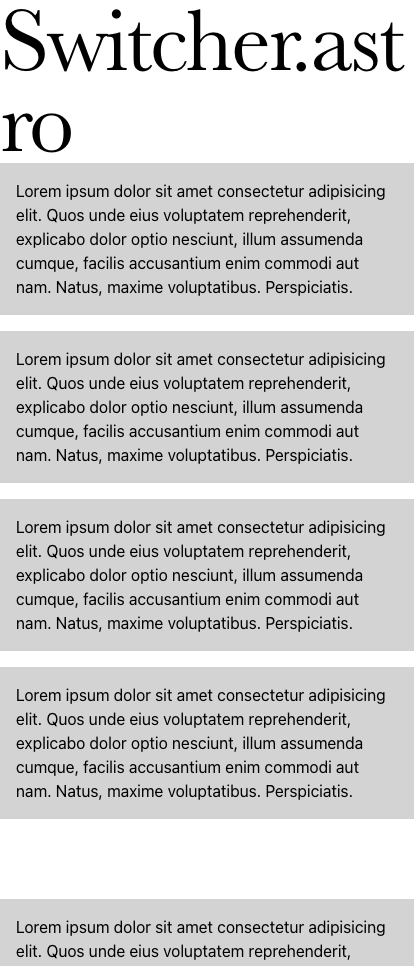 Switcher.ast
ro
Lorem ipsum dolor sit amet consectetur adipisicing
elit. Quos unde eius voluptatem reprehenderit,
explicabo dolor optio nesciunt, illum assumenda
cumque, facilis accusantium enim commodi aut
nam. Natus, maxime voluptatibus. Perspiciatis.
Lorem ipsum dolor sit amet consectetur adipisicing
elit. Quos unde eius voluptatem reprehenderit,
explicabo dolor optio nesciunt, illum assumenda
cumque, facilis accusantium enim commodi aut
nam. Natus, maxime voluptatibus. Perspiciatis.
Lorem ipsum dolor sit amet consectetur adipisicing
elit. Quos unde eius voluptatem reprehenderit,
explicabo dolor optio nesciunt, illum assumenda
cumque, facilis accusantium enim commodi aut
nam. Natus, maxime voluptatibus. Perspiciatis.
Lorem ipsum dolor sit amet consectetur adipisicing
elit. Quos unde eius voluptatem reprehenderit,
explicabo dolor optio nesciunt, illum assumenda
cumque, facilis accusantium enim commodi aut
nam. Natus, maxime voluptatibus. Perspiciatis.
Lorem ipsum dolor sit amet consectetur adipisicing
elit. Quos unde eius voluptatem reprehenderit,